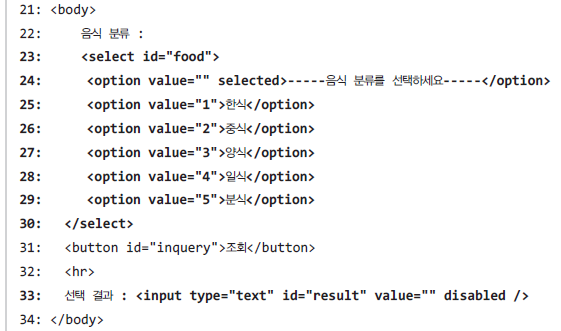 21: <body>
22:     음식 분류 :
23:     <select id="food">
24:      <option value="" selected>-----음식 분류를 선택하세요-----</option>
25:      <option value="1">한식</option>
26:      <option value="2">중식</option>
27:      <option value="3">양식</option>
28:      <option value="4">일식</option>
29:      <option value="5">분식</option>
30:   </select>
31:   <button id="inquery">조회</button>
32:   <hr>
33:   선택 결과 : <input type="text" id="result" value="" disabled />
34: </body>